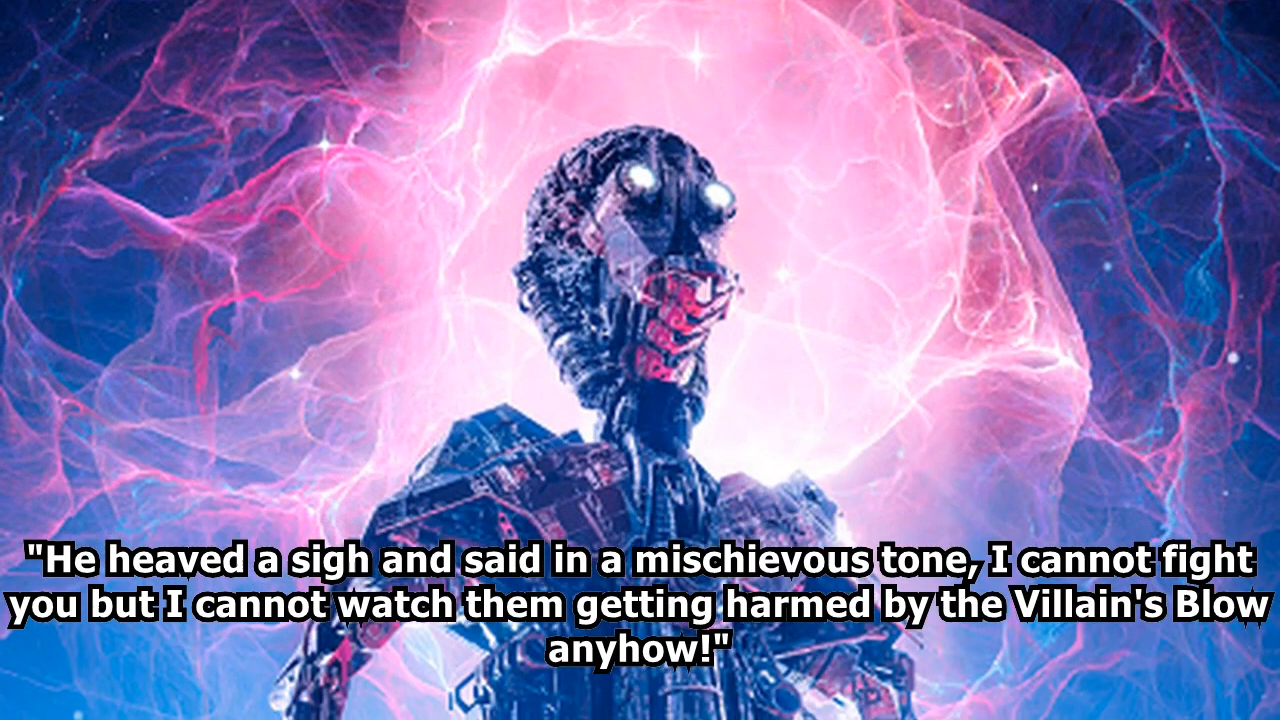 "He heaved a sigh and said in a mischievous tone, I cannot fight
you but I cannot watch them getting harmed by the Villain's Blow
anyhow!"